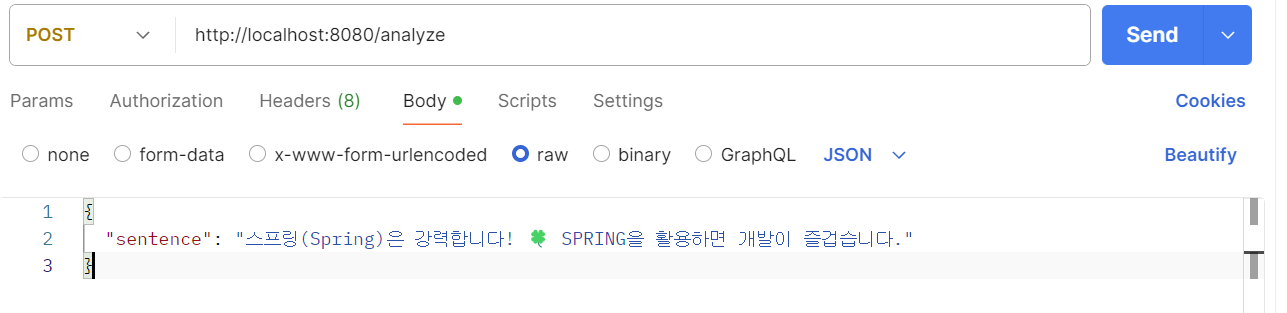 POST http://localhost:8080/analyze Send
Params Authorization Headers (8) Body Scripts Settings Cookies
none form-data x-www-form-urlencoded raw binary GraphQL JSON Beautify
1 {
2 "sentence": "스프링(Spring)은 강력합니다! 🍀 SPRING을 활용하면 개발이 즐겁습니다."
3 }